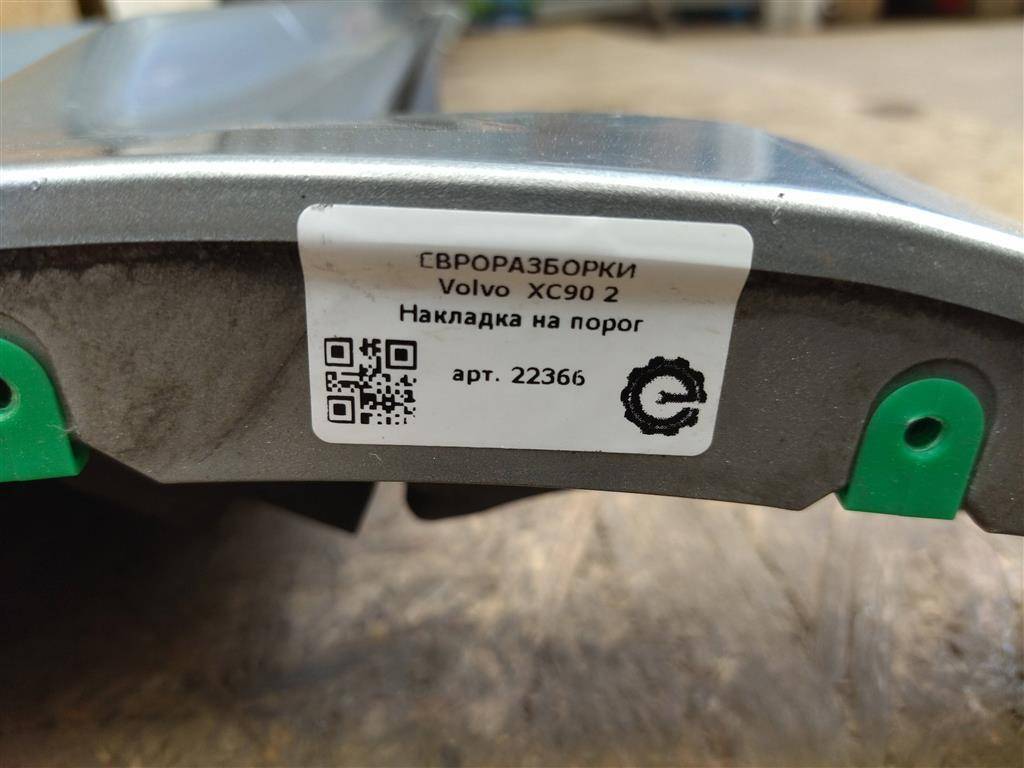 ЕВРОРАЗБОРКИ
Volvo XC90 2
Накладка на порог
арт. 22366